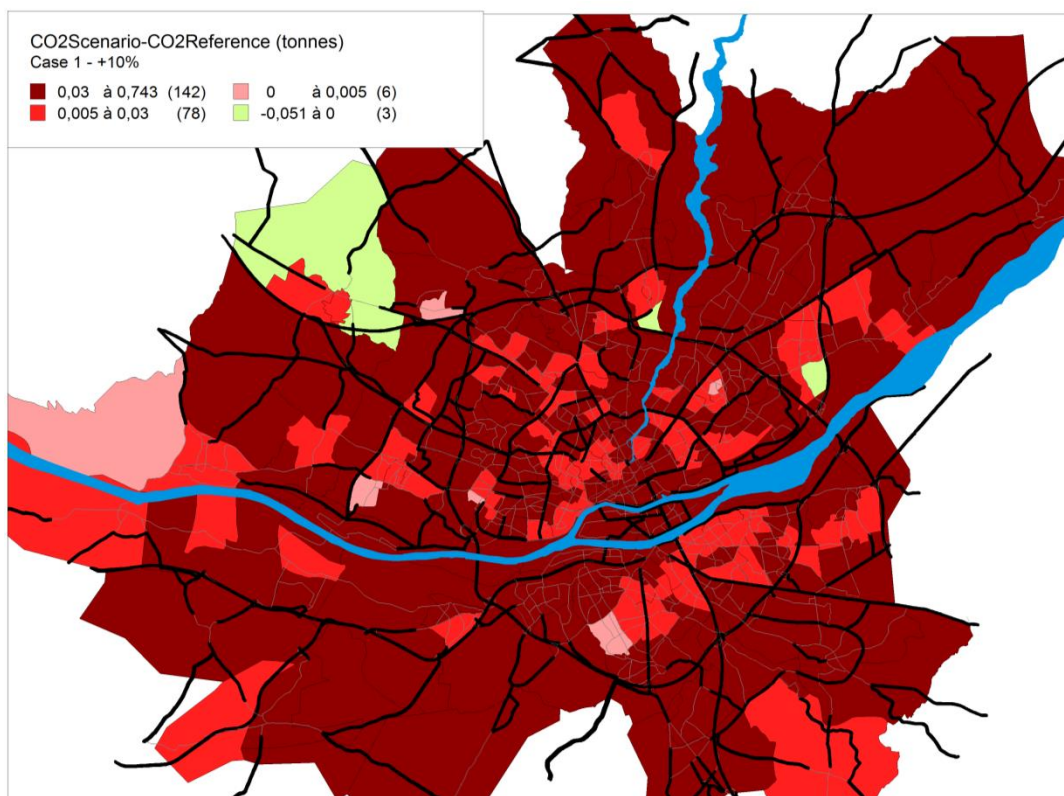 CO2Scenario-CO2Reference (tonnes)
Case 1 - +10%
0,03 à 0,743 (142) 0 à 0,005 (6)
0,005 à 0,03 (78) -0,051 à 0 (3)